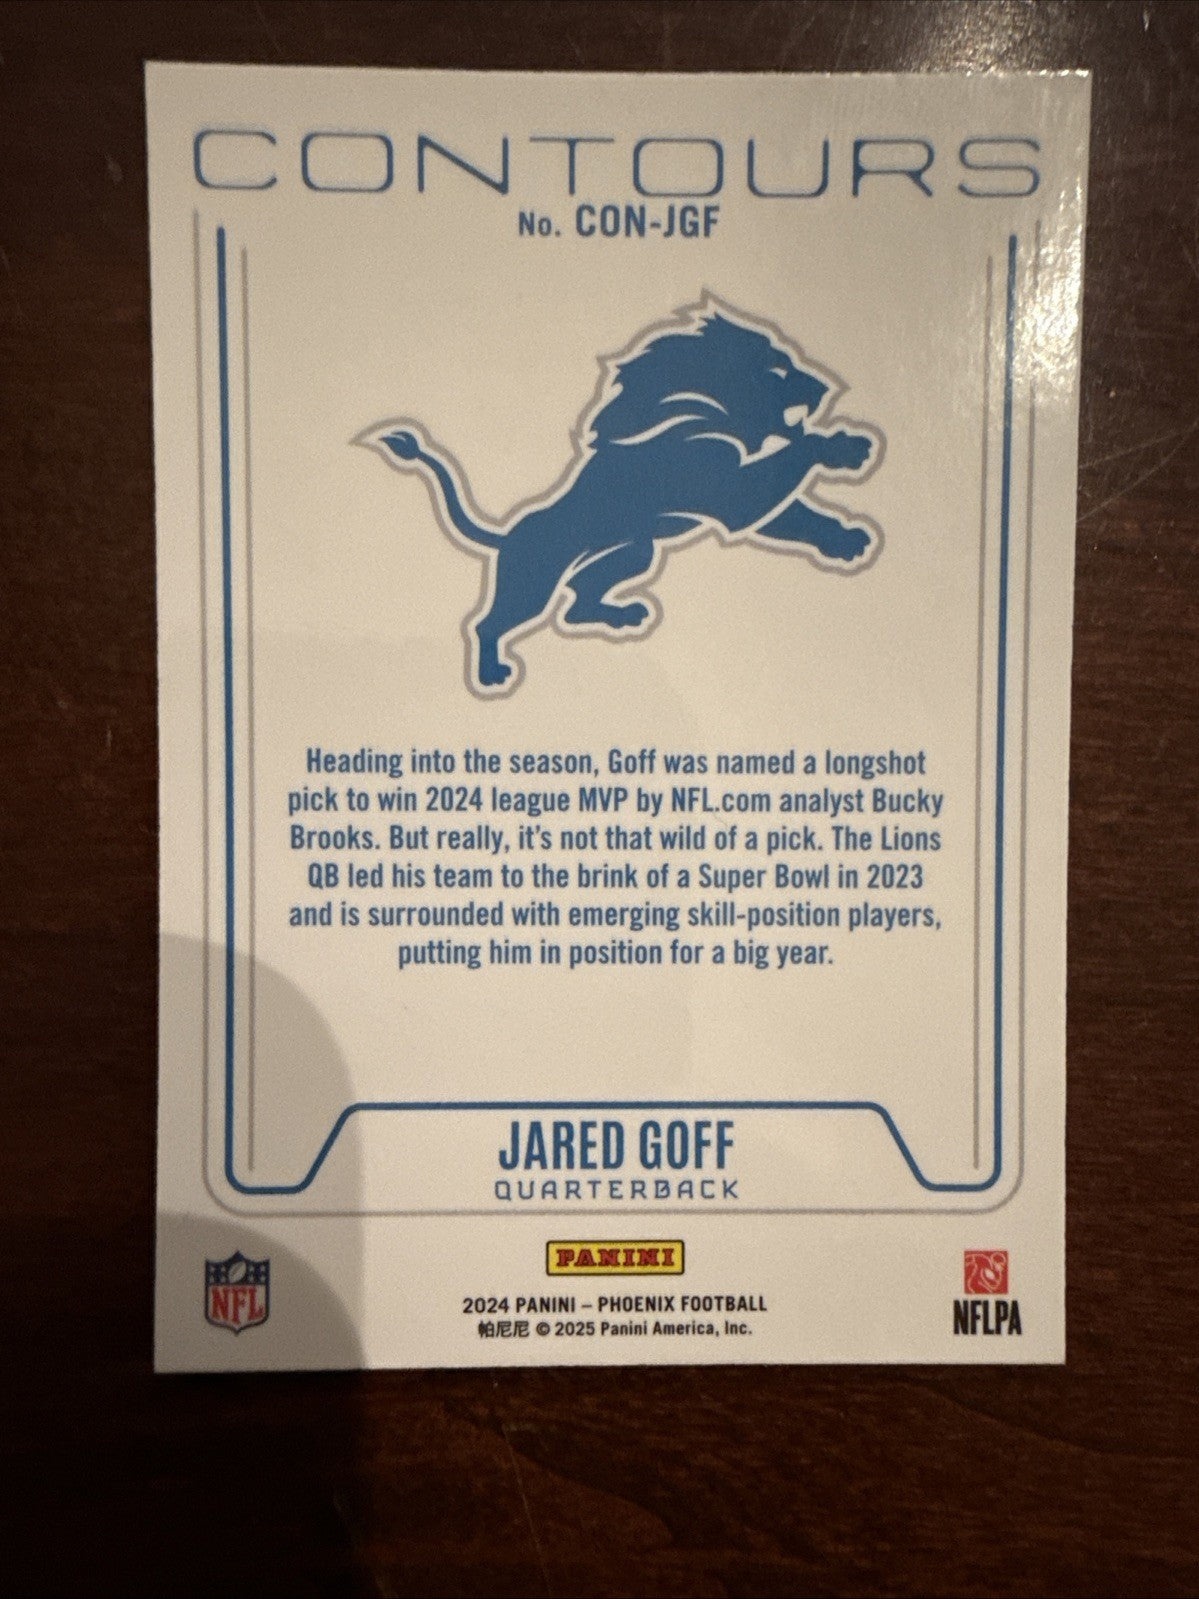 CONTOURS
No. CON-JGF
Heading into the season, Goff was named a longshot
pick to win 2024 league MVP by NFL.com analyst Bucky
Brooks. But really, it's not that wild of a pick. The Lions
QB led his team to the brink of a Super Bowl in 2023
and is surrounded with emerging skill-position players,
putting him in position for a big year.
JARED GOFF
QUARTERBACK
PANINI
NFL
2024 PANINI – PHOENIX FOOTBALL
帕尼尼 © 2025 Panini America, Inc.
NFLPA